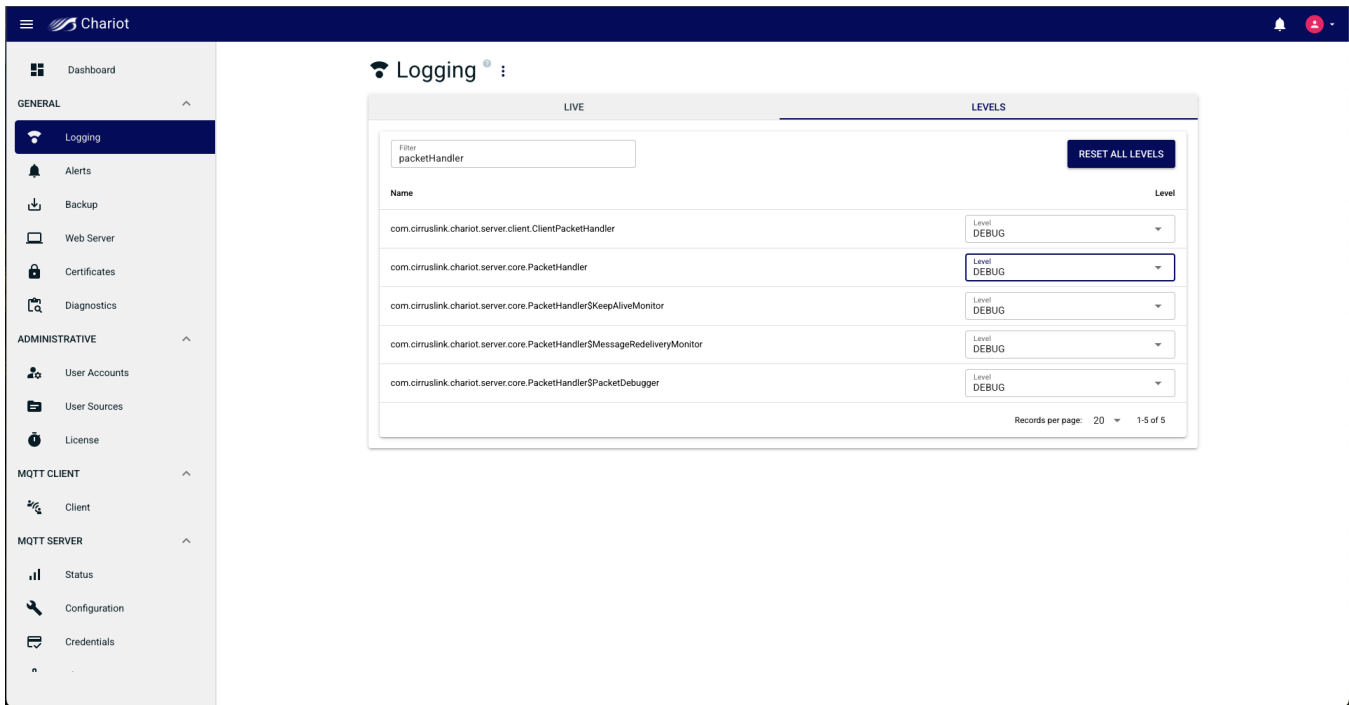 Chariot
Dashboard
GENERAL
Logging
Alerts
Backup
Web Server
Certificates
Diagnostics
ADMINISTRATIVE
User Accounts
User Sources
License
MQTT CLIENT
Client
MQTT SERVER
Status
Configuration
Credentials
Logging ?
LIVE LEVELS
Filter
packetHandler
RESET ALL LEVELS
Name Level
com.cirruslink.chariot.server.client.ClientPacketHandler
Level
DEBUG
com.cirruslink.chariot.server.core.PacketHandler
Level
DEBUG
com.cirruslink.chariot.server.core.PacketHandler$KeepAliveMonitor
Level
DEBUG
com.cirruslink.chariot.server.core.PacketHandler$MessageRedeliveryMonitor
Level
DEBUG
com.cirruslink.chariot.server.core.PacketHandler$PacketDebugger
Level
DEBUG
Records per page: 20 1-5 of 5